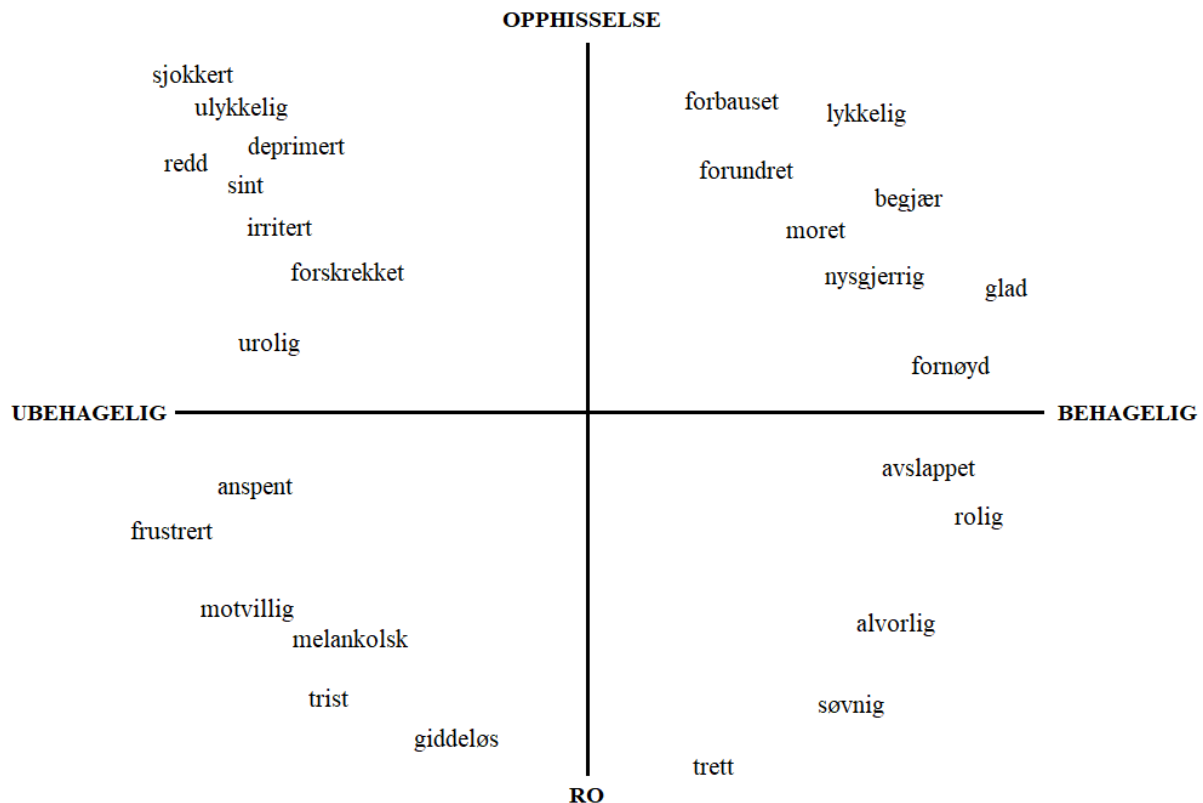 OPPHISSELSE
sjokkert
forbauset
ulykkelig
lykkelig
deprimert
redd
forundret
sint
begjær
irritert
moret
forskrekket
nysgjerrig
glad
urolig
fornøyd
UBEHAGELIG
BEHAGELIG
avslappet
anspent
rolig
frustrert
motvillig
alvorlig
melankolsk
trist
søvnig
giddeløs
trett
RO